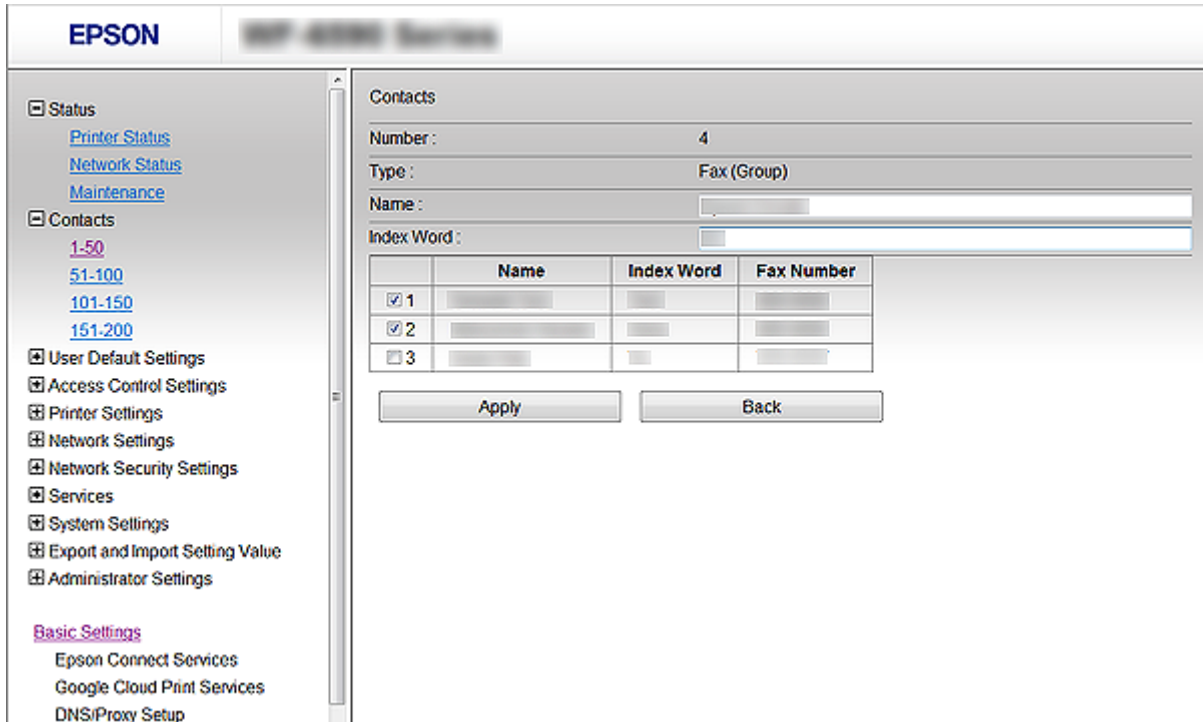 EPSON
Status
Printer Status
Network Status
Maintenance
Contacts
1-50
51-100
101-150
151-200
User Default Settings
Access Control Settings
Printer Settings
Network Settings
Network Security Settings
Services
System Settings
Export and Import Setting Value
Administrator Settings
Basic Settings
Epson Connect Services
Google Cloud Print Services
DNS/Proxy Setup
Contacts
Number : 4
Type : Fax (Group)
Name :
Index Word :
Name Index Word Fax Number
1
2
3
Apply Back